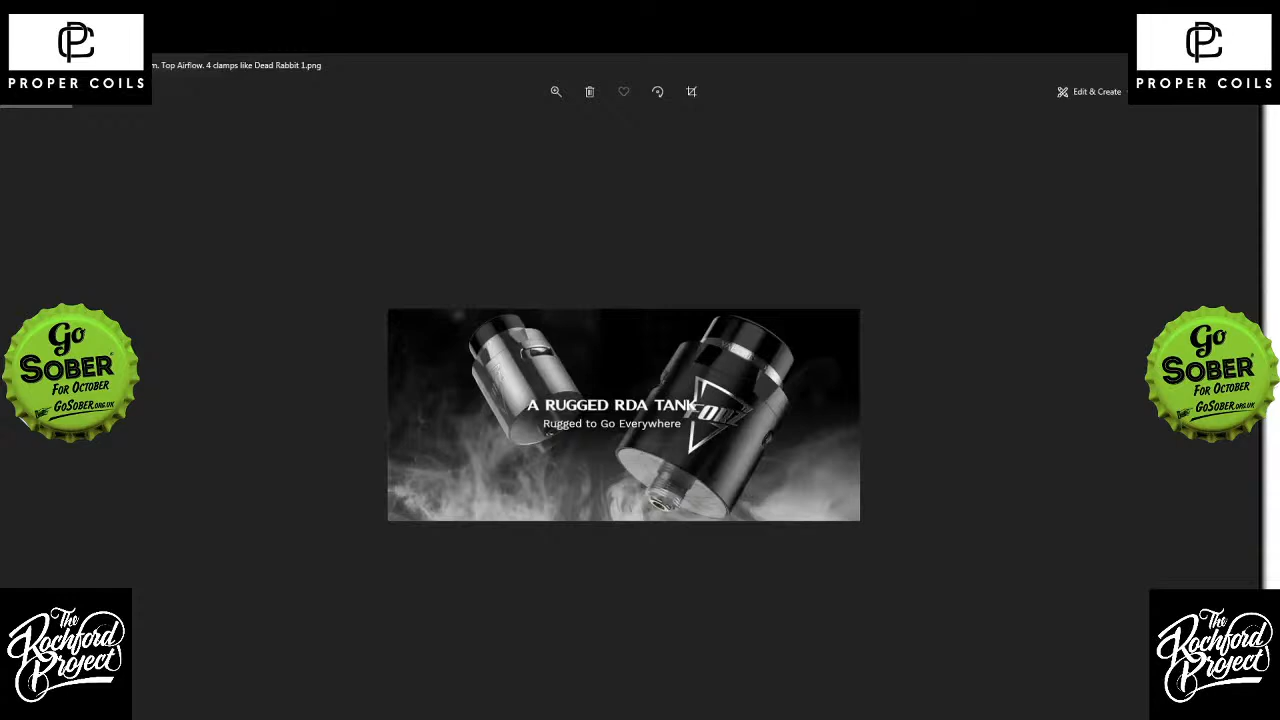 PROPER COILS
m. Top Airflow. 4 clamps like Dead Rabbit 1.png
Edit & Create
PROPER COILS
Go
SOBER
FOR OCTOBER
GOSOBER.ORG.UK
A RUGGED RDA TANK
Rugged to Go Everywhere
FORZ
Go
SOBER
FOR OCTOBER
GOSOBER.ORG.UK
The
Rochford
Project
The
Rochford
Project